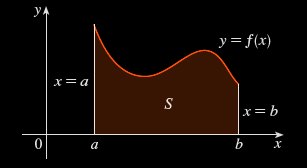 y
y = f(x)
x = a
S
x = b
0
a
b
x